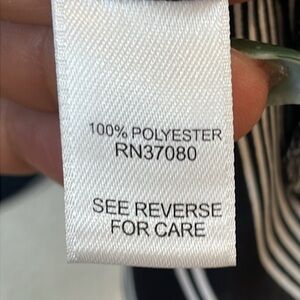 100% POLYESTER
RN37080
SEE REVERSE
FOR CARE